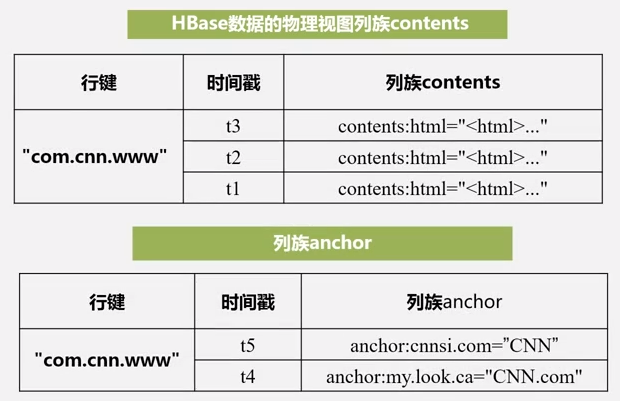 HBase数据的物理视图列族contents
行键 时间戳 列族contents
t3 contents:html="<html>..."
"com.cnn.www" t2 contents:html="<html>..."
t1 contents:html="<html>..."
列族anchor
行键 时间戳 列族anchor
"com.cnn.www" t5 anchor:cnnsi.com=”CNN”
t4 anchor:my.look.ca="CNN.com"